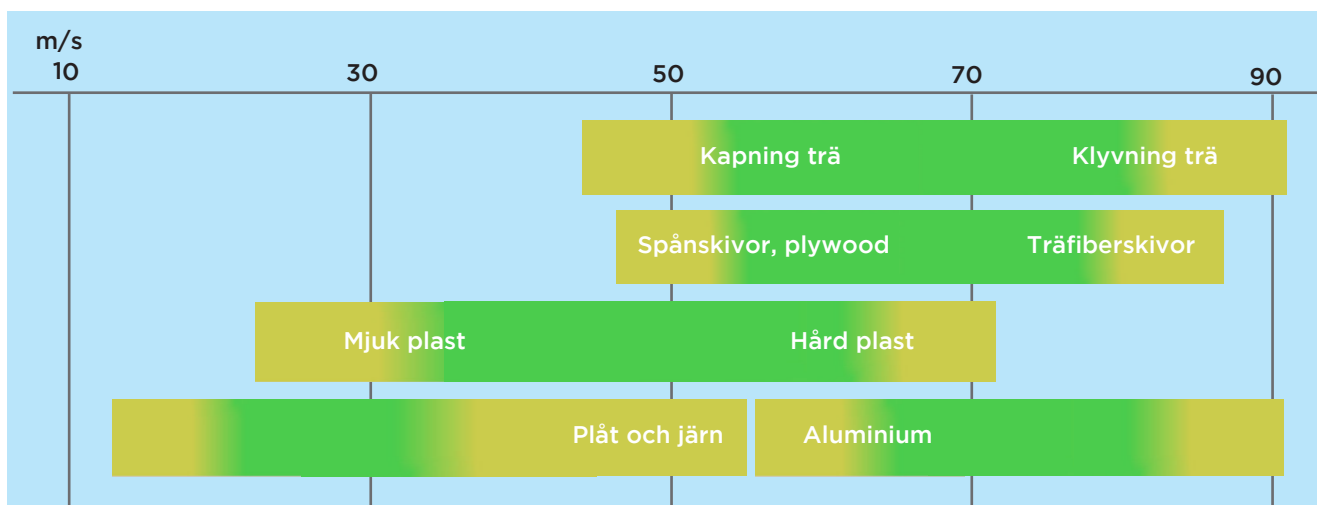 m/s
10 30 50 70 90
Kapning trä Klyvning trä
Spånskivor, plywood Träfiberskivor
Mjuk plast Hård plast
Plåt och järn Aluminium